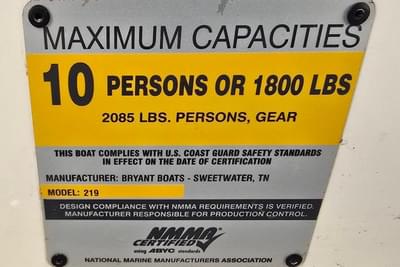 MAXIMUM CAPACITIES
10 PERSONS OR 1800 LBS
2085 LBS. PERSONS, GEAR
THIS BOAT COMPLIES WITH U.S. COAST GUARD SAFETY STANDARDS
IN EFFECT ON THE DATE OF CERTIFICATION
MANUFACTURER: BRYANT BOATS - SWEETWATER, TN
MODEL: 219
DESIGN COMPLIANCE WITH NMMA REQUIREMENTS IS VERIFIED.
MANUFACTURER RESPONSIBLE FOR PRODUCTION CONTROL.
NMMA
CERTIFIED
using ABYC standards
NATIONAL MARINE MANUFACTURERS ASSOCIATION